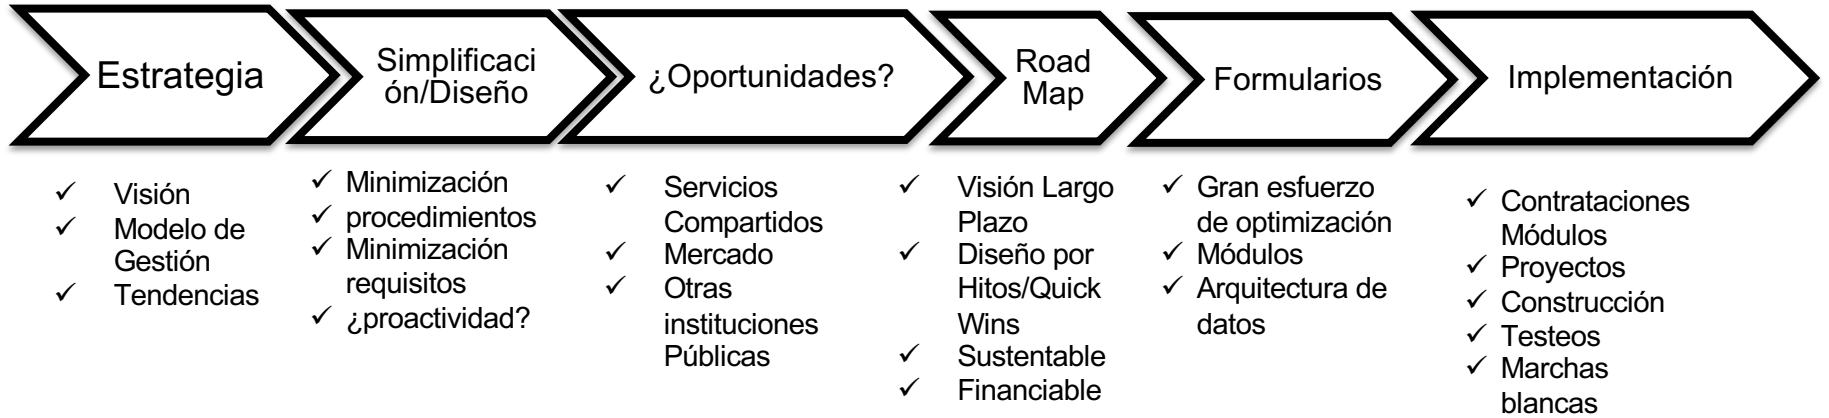 Estrategia
Simplificaci
ón/Diseño
¿Oportunidades?
Road
Map
Formularios
Implementación
✓ Visión
✓ Modelo de
Gestión
✓ Tendencias
✓ Minimización
✓ procedimientos
✓ Minimización
requisitos
✓ ¿proactividad?
✓ Servicios
Compartidos
✓ Mercado
✓ Otras
instituciones
Públicas
✓ Visión Largo
Plazo
✓ Diseño por
Hitos/Quick
Wins
✓ Sustentable
✓ Financiable
✓ Gran esfuerzo
de optimización
✓ Módulos
✓ Arquitectura de
datos
✓ Contrataciones
Módulos
✓ Proyectos
✓ Construcción
✓ Testeos
✓ Marchas
blancas